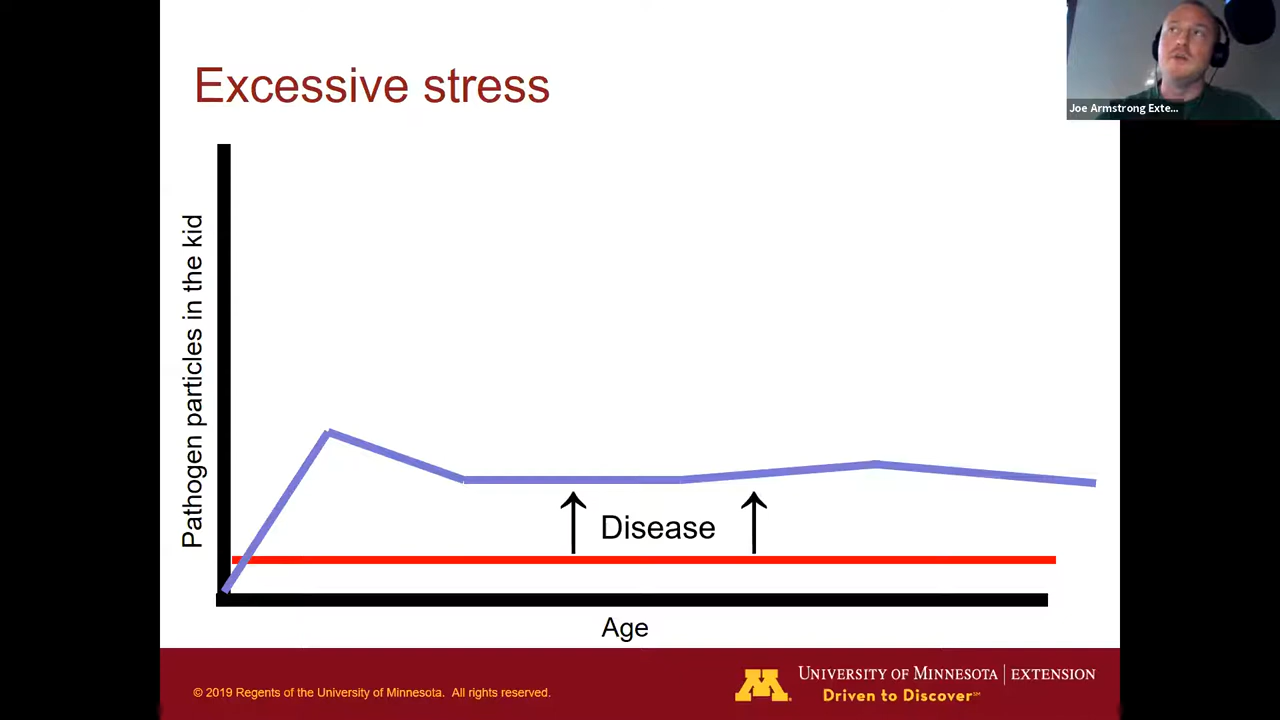 Excessive stress
Joe Armstrong Exte...
Pathogen particles in the kid
Disease
Age
© 2019 Regents of the University of Minnesota. All rights reserved.
UNIVERSITY OF MINNESOTA | EXTENSION
Driven to Discover℠